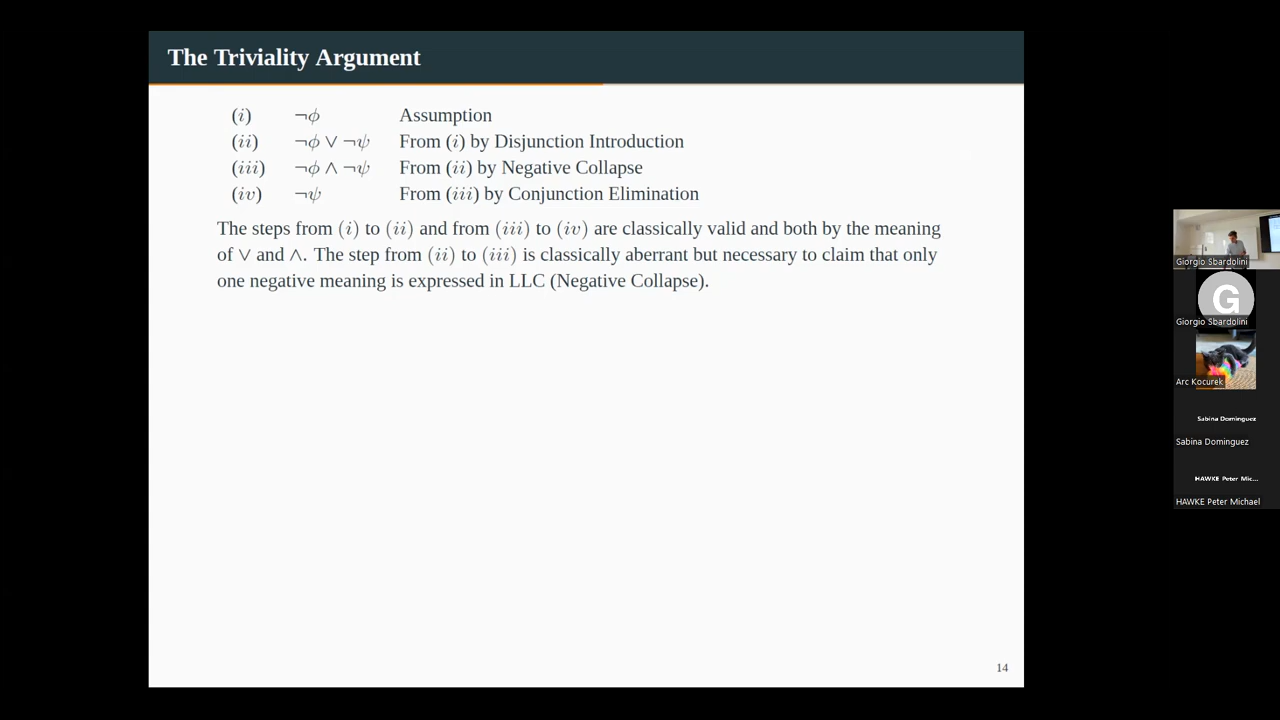 The Triviality Argument
(i) ¬ϕ Assumption
(ii) ¬ϕ ∨ ¬ψ From (i) by Disjunction Introduction
(iii) ¬ϕ ∧ ¬ψ From (ii) by Negative Collapse
(iv) ¬ψ From (iii) by Conjunction Elimination
The steps from (i) to (ii) and from (iii) to (iv) are classically valid and both by the meaning
of ∨ and ∧. The step from (ii) to (iii) is classically aberrant but necessary to claim that only
one negative meaning is expressed in LLC (Negative Collapse).
14
Giorgio Sbardolini
G
Giorgio Sbardolini
Arc Kocurek
Sabina Dominguez
Sabina Dominguez
HAWKE Peter Mic...
HAWKE Peter Michael